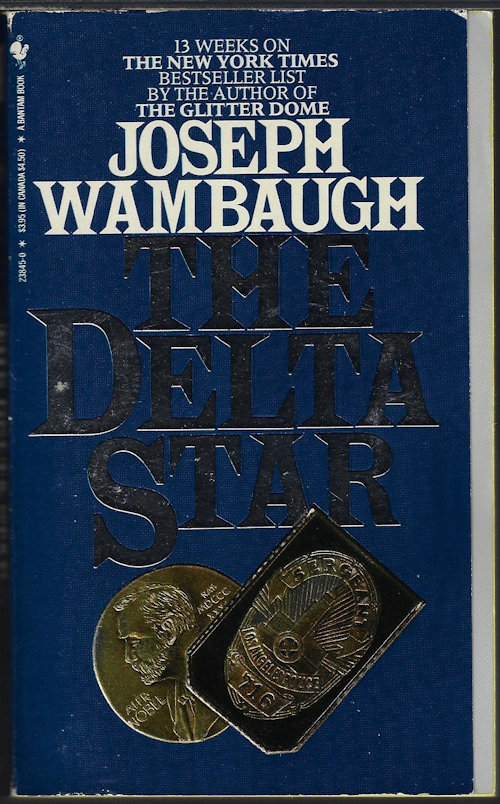 13 WEEKS ON
THE NEW YORK TIMES
BESTSELLER LIST
BY THE AUTHOR OF
THE GLITTER DOME
JOSEPH
WAMBAUGH
THE
DELTA
STAR
23845-0 * $3.95 (IN CANADA $4.50) * A BANTAM BOOK
ALFR.
NOBEL
SERGEANT
LOS ANGELES POLICE
716